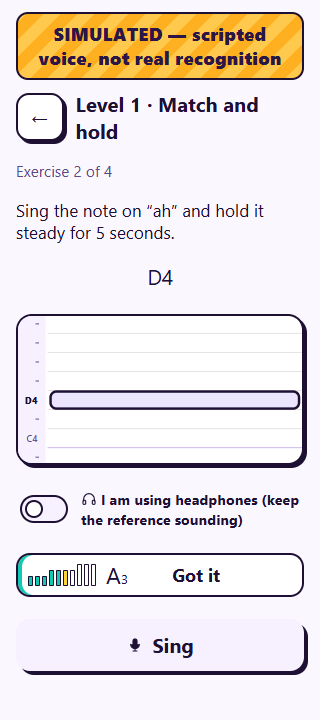 SIMULATED — scripted
voice, not real recognition
←
Level 1 · Match and
hold
Exercise 2 of 4
Sing the note on “ah” and hold it
steady for 5 seconds.
D4
D4
C4
I am using headphones (keep
the reference sounding)
A3 Got it
Sing